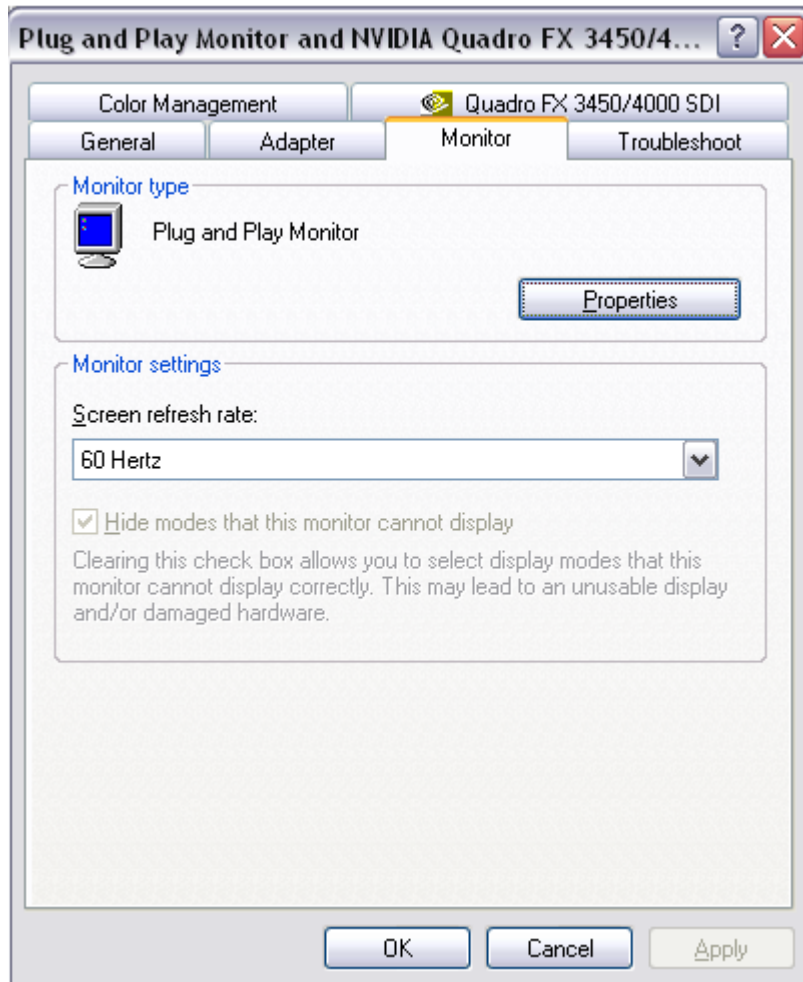 Plug and Play Monitor and NVIDIA Quadro FX 3450/4...
Color Management
Quadro FX 3450/4000 SDI
General
Adapter
Monitor
Troubleshoot
Monitor type
Plug and Play Monitor
Properties
Monitor settings
Screen refresh rate:
60 Hertz
Hide modes that this monitor cannot display
Clearing this check box allows you to select display modes that this
monitor cannot display correctly. This may lead to an unusable display
and/or damaged hardware.
OK
Cancel
Apply